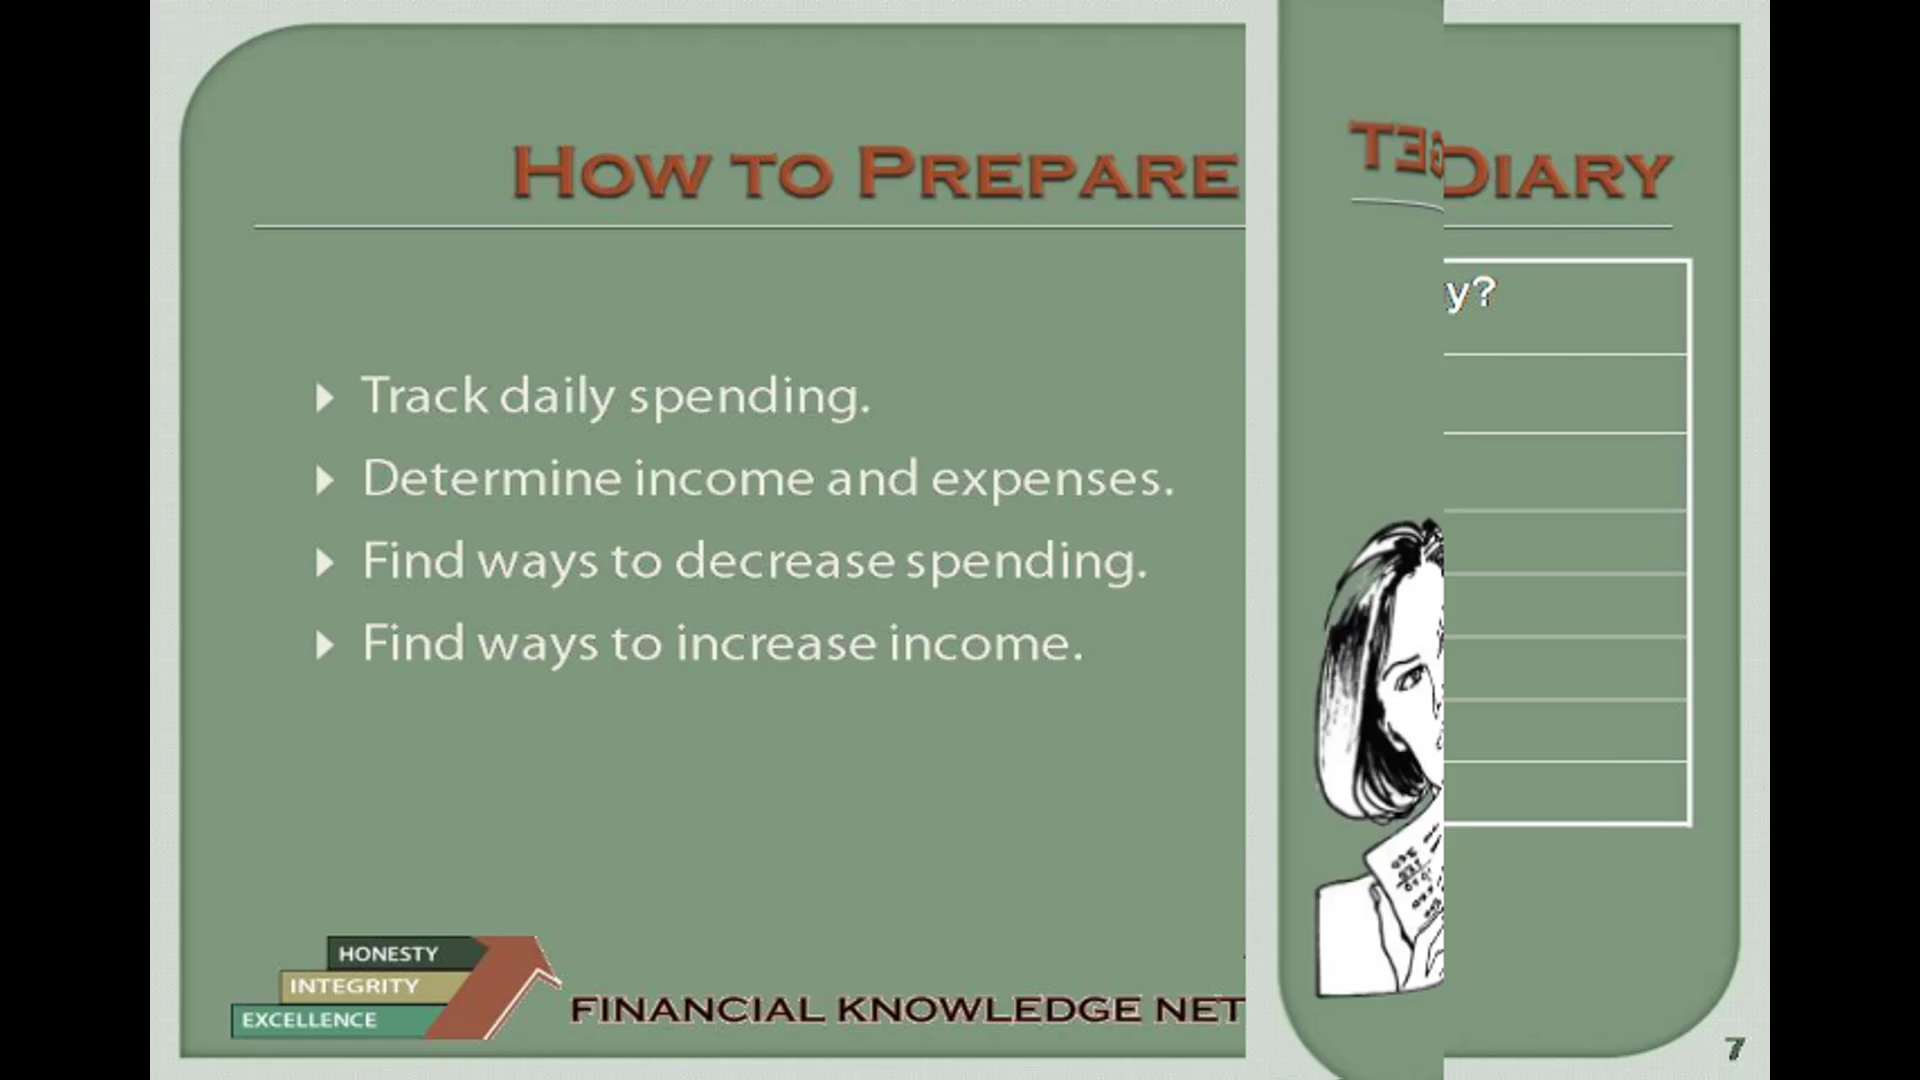 HOW TO PREPARE
DIARY
y?
Track daily spending.
Determine income and expenses.
Find ways to decrease spending.
Find ways to increase income.
HONESTY
INTEGRITY
EXCELLENCE
FINANCIAL KNOWLEDGE NET
7